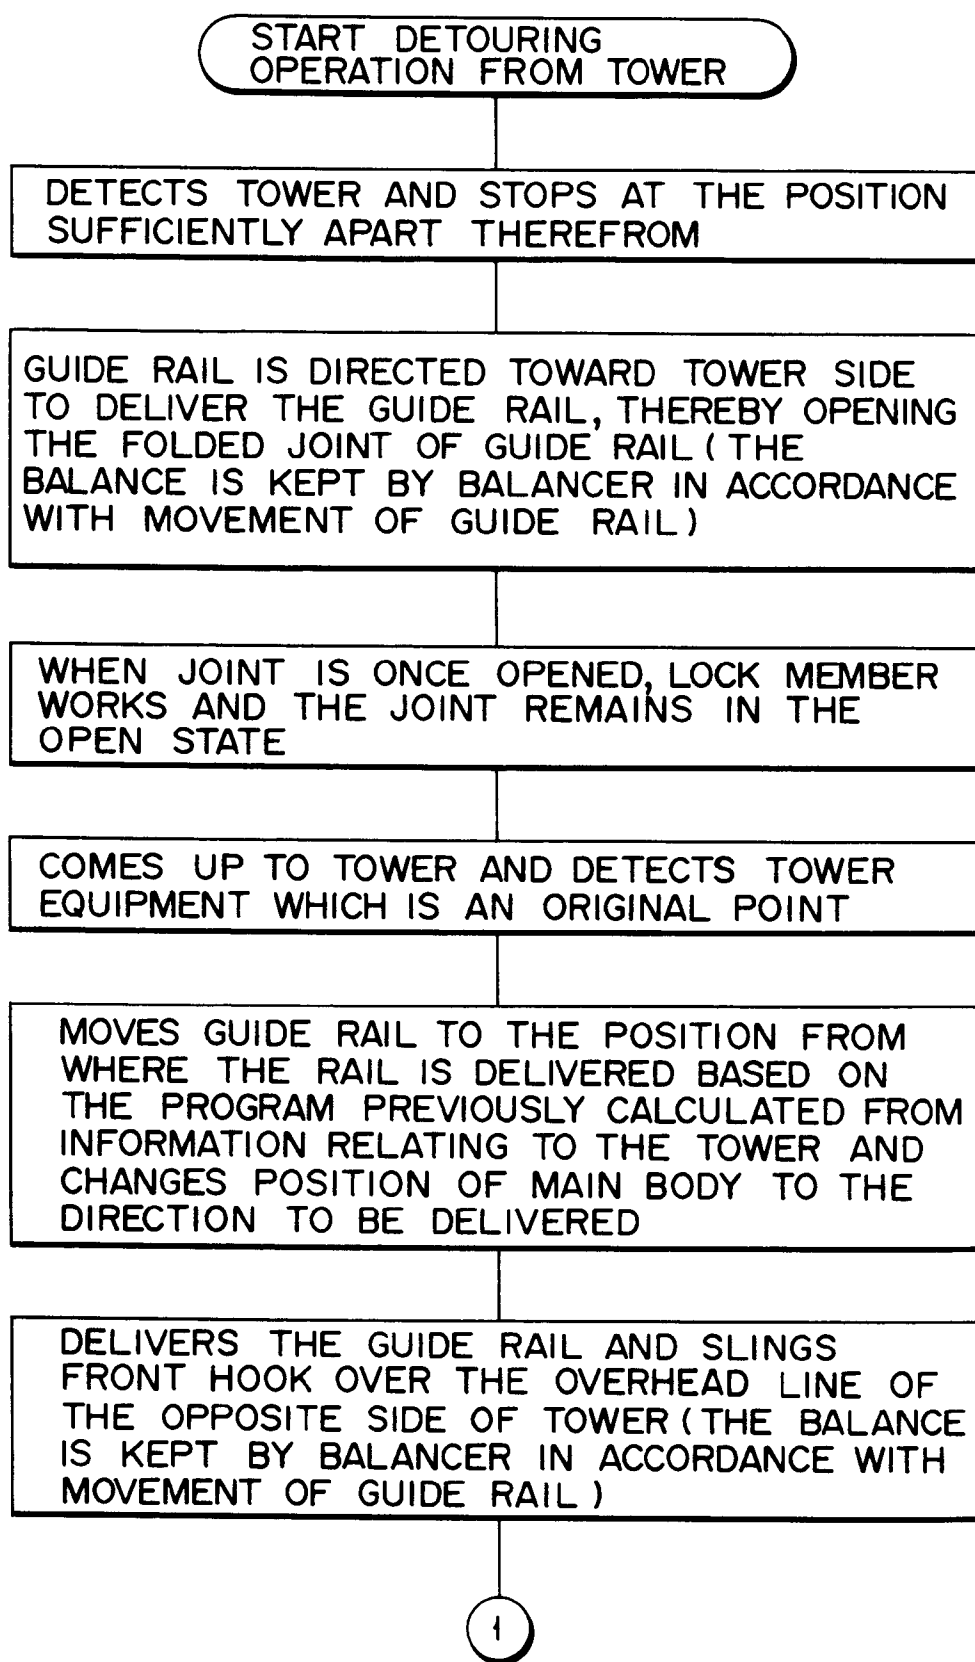 START DETOURING
OPERATION FROM TOWER
DETECTS TOWER AND STOPS AT THE POSITION
SUFFICIENTLY APART THEREFROM
GUIDE RAIL IS DIRECTED TOWARD TOWER SIDE
TO DELIVER THE GUIDE RAIL, THEREBY OPENING
THE FOLDED JOINT OF GUIDE RAIL (THE
BALANCE IS KEPT BY BALANCER IN ACCORDANCE
WITH MOVEMENT OF GUIDE RAIL)
WHEN JOINT IS ONCE OPENED, LOCK MEMBER
WORKS AND THE JOINT REMAINS IN THE
OPEN STATE
COMES UP TO TOWER AND DETECTS TOWER
EQUIPMENT WHICH IS AN ORIGINAL POINT
MOVES GUIDE RAIL TO THE POSITION FROM
WHERE THE RAIL IS DELIVERED BASED ON
THE PROGRAM PREVIOUSLY CALCULATED FROM
INFORMATION RELATING TO THE TOWER AND
CHANGES POSITION OF MAIN BODY TO THE
DIRECTION TO BE DELIVERED
DELIVERS THE GUIDE RAIL AND SLINGS
FRONT HOOK OVER THE OVERHEAD LINE OF
THE OPPOSITE SIDE OF TOWER (THE BALANCE
IS KEPT BY BALANCER IN ACCORDANCE WITH
MOVEMENT OF GUIDE RAIL)
1